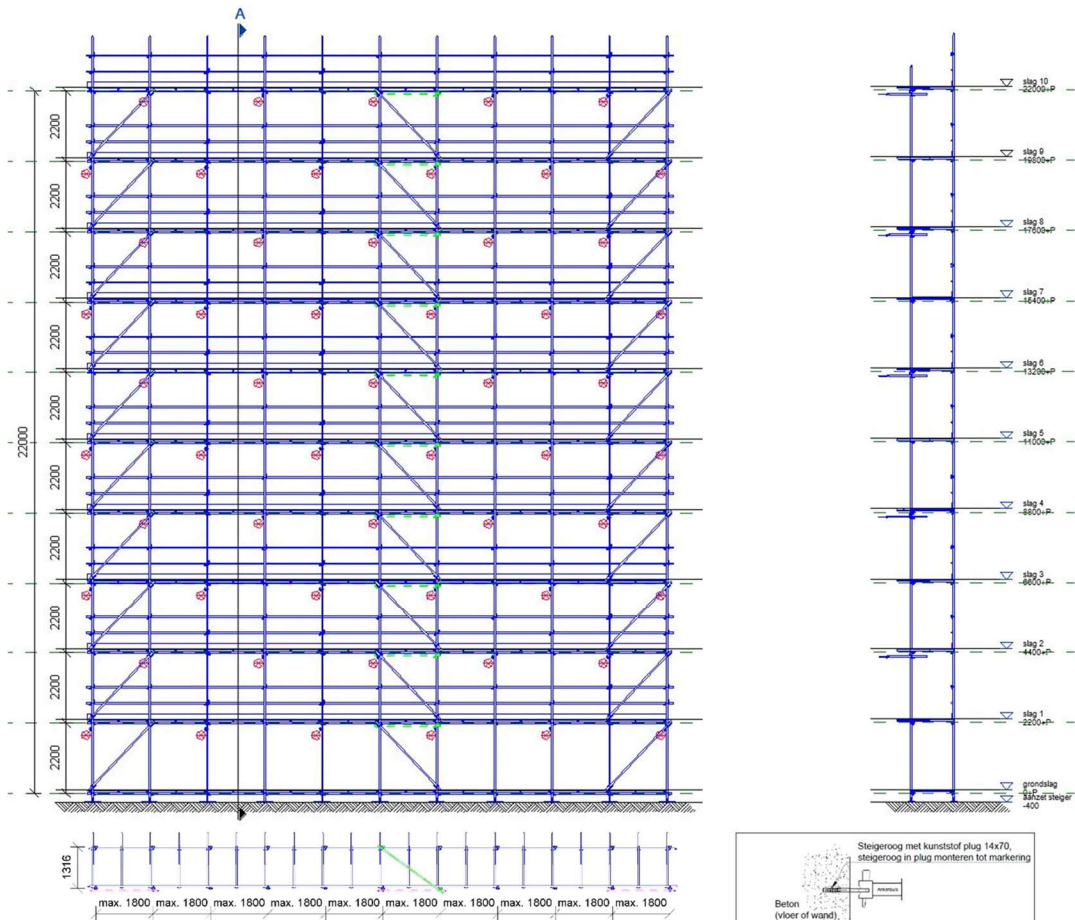 A
slag 10
22000+P
2200
slag 9
19800+P
2200
slag 8
17600+P
2200
slag 7
15400+P
2200
slag 6
13200+P
22000
2200
slag 5
11000+P
2200
slag 4
8800+P
2200
slag 3
6600+P
2200
slag 2
4400+P
2200
slag 1
2200+P
2200
grondslag
0+P
aanzet steiger
-400
1316
max. 1800 max. 1800 max. 1800 max. 1800 max. 1800 max. 1800 max. 1800 max. 1800 max. 1800 max. 1800
Steigeroog met kunststof plug 14x70,
steigeroog in plug monteren tot markering
Beton
(vloer of wand),